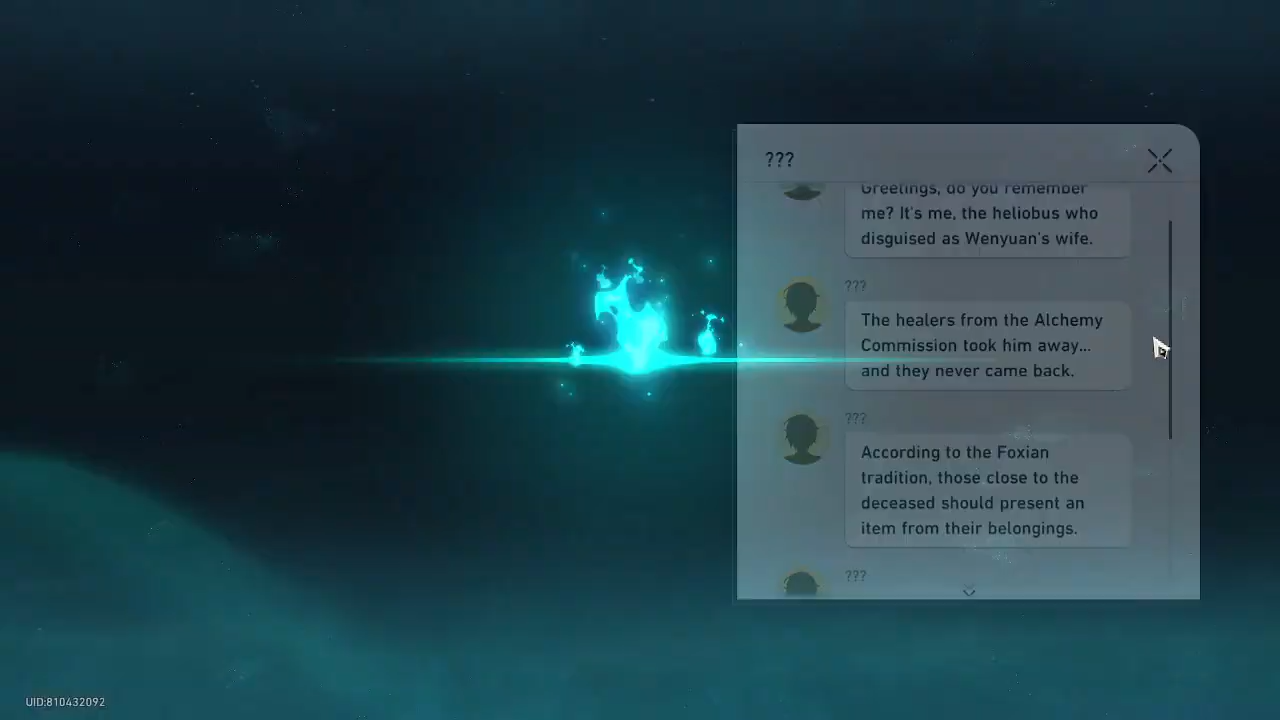 ???
Greetings, do you remember
me? It's me, the heliobus who
disguised as Wenyuan's wife.
???
The healers from the Alchemy
Commission took him away...
and they never came back.
???
According to the Foxian
tradition, those close to the
deceased should present an
item from their belongings.
???
UID:810432092